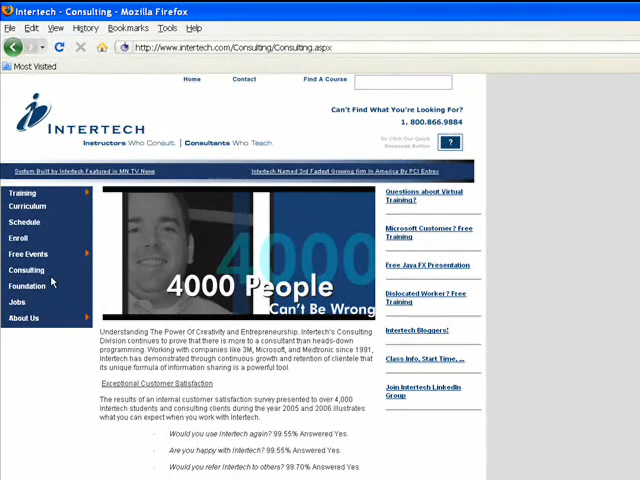 Intertech - Consulting - Mozilla Firefox
File Edit View History Bookmarks Tools Help
http://www.intertech.com/Consulting/Consulting.aspx
Most Visited
Home Contact Find A Course
INTERTECH
Instructors Who Consult. Consultants Who Teach.
Can't Find What You're Looking For?
1. 800.866.9884
Or Click Our Quick
Response Button
?
System Built by Intertech Featured in MN TV News
Intertech Named 3rd Fastest Growing firm In America By PCI Entrex
Training
Curriculum
Schedule
Enroll
Free Events
Consulting
Foundation
Jobs
About Us
4000
4000 People
Can't Be Wrong
Understanding The Power Of Creativity and Entrepreneurship. Intertech's Consulting
Division continues to prove that there is more to a consultant than heads-down
programming. Working with companies like 3M, Microsoft, and Medtronic since 1991,
Intertech has demonstrated through continuous growth and retention of clientele that
its unique formula of information sharing is a powerful tool.
Exceptional Customer Satisfaction
The results of an internal customer satisfaction survey presented to over 4,000
Intertech students and consulting clients during the year 2005 and 2006 illustrates
what you can expect when you work with Intertech.
· Would you use Intertech again? 99.55% Answered Yes.
· Are you happy with Intertech? 99.55% Answered Yes.
· Would you refer Intertech to others? 99.70% Answered Yes
Questions about Virtual
Training?
Microsoft Customer? Free
Training
Free Java FX Presentation
Dislocated Worker? Free
Training
Intertech Bloggers!
Class Info, Start Time, ...
Join Intertech LinkedIn
Group